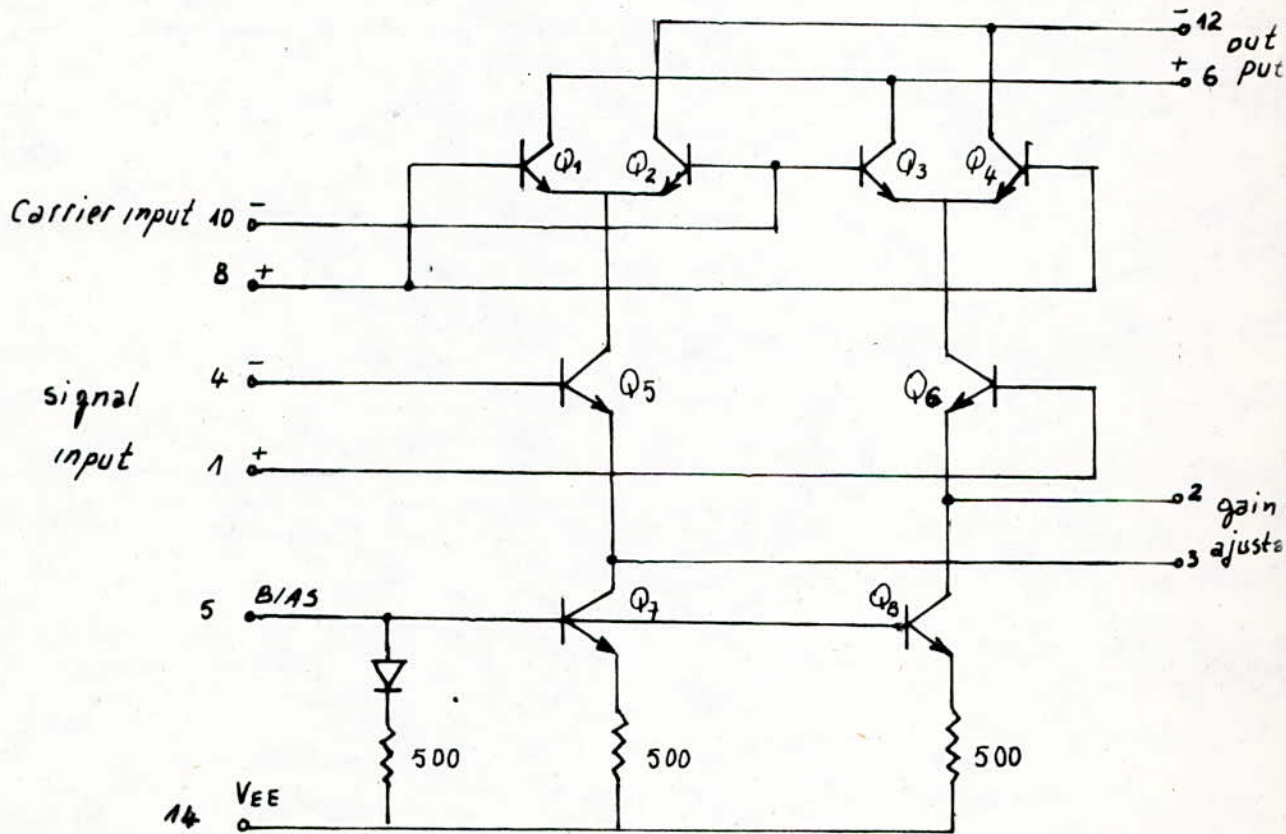 - 12
out
put
+ 6
Q1
Q2
Q3
Q4
Carrier input 10 -
8 +
signal
input
4 -
Q5
Q6
1 +
2
gain
3
ajuste
5 BIAS
Q7
Q8
500
500
500
14 VEE